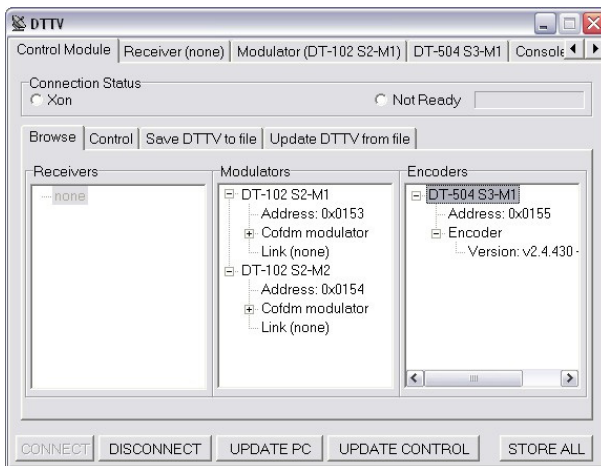 DTTV
Control Module Receiver (none) Modulator (DT-102 S2-M1) DT-504 S3-M1 Console
Connection Status
Xon Not Ready
Browse Control Save DTTV to file Update DTTV from file
Receivers
none
Modulators
DT-102 S2-M1
Address: 0x0153
Cofdm modulator
Link (none)
DT-102 S2-M2
Address: 0x0154
Cofdm modulator
Link (none)
Encoders
DT-504 S3-M1
Address: 0x0155
Encoder
Version: v2.4.430 -
CONNECT DISCONNECT UPDATE PC UPDATE CONTROL STORE ALL